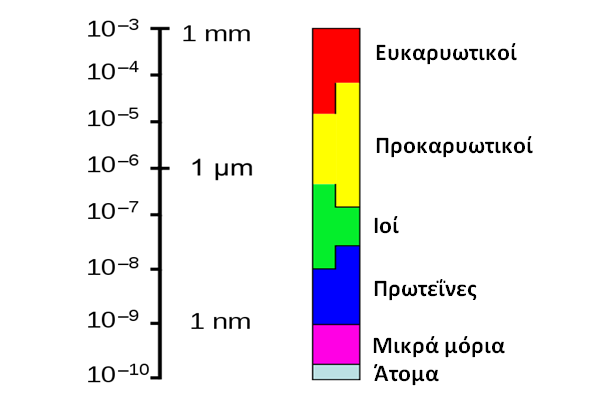 10⁻³ 1 mm
Ευκαρυωτικοί
10⁻⁴
10⁻⁵
Προκαρυωτικοί
10⁻⁶ 1 μm
10⁻⁷
Ιοί
10⁻⁸
Πρωτεΐνες
10⁻⁹ 1 nm
Μικρά μόρια
10⁻¹⁰
Άτομα